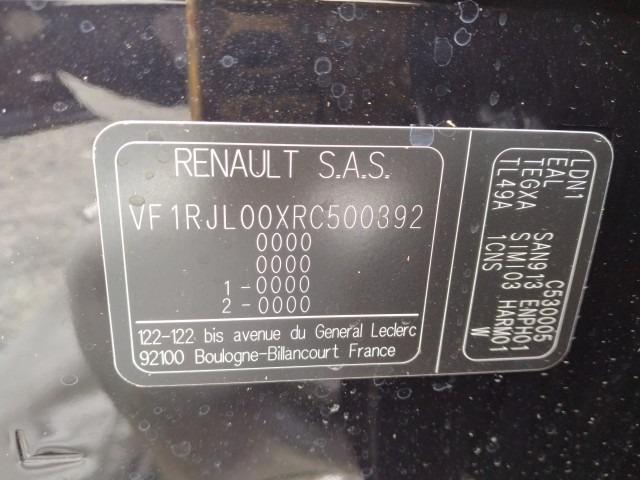 RENAULT S.A.S.
VF1RJL00XRC500392
0000
0000
1-0000
2-0000
122-122 bis avenue du General Leclerc
92100 Boulogne-Billancourt France
LDN1 C530005
EAL SAN913 ENPH01
TEGXA SIM103 HARM01
TL49A 1CNS W